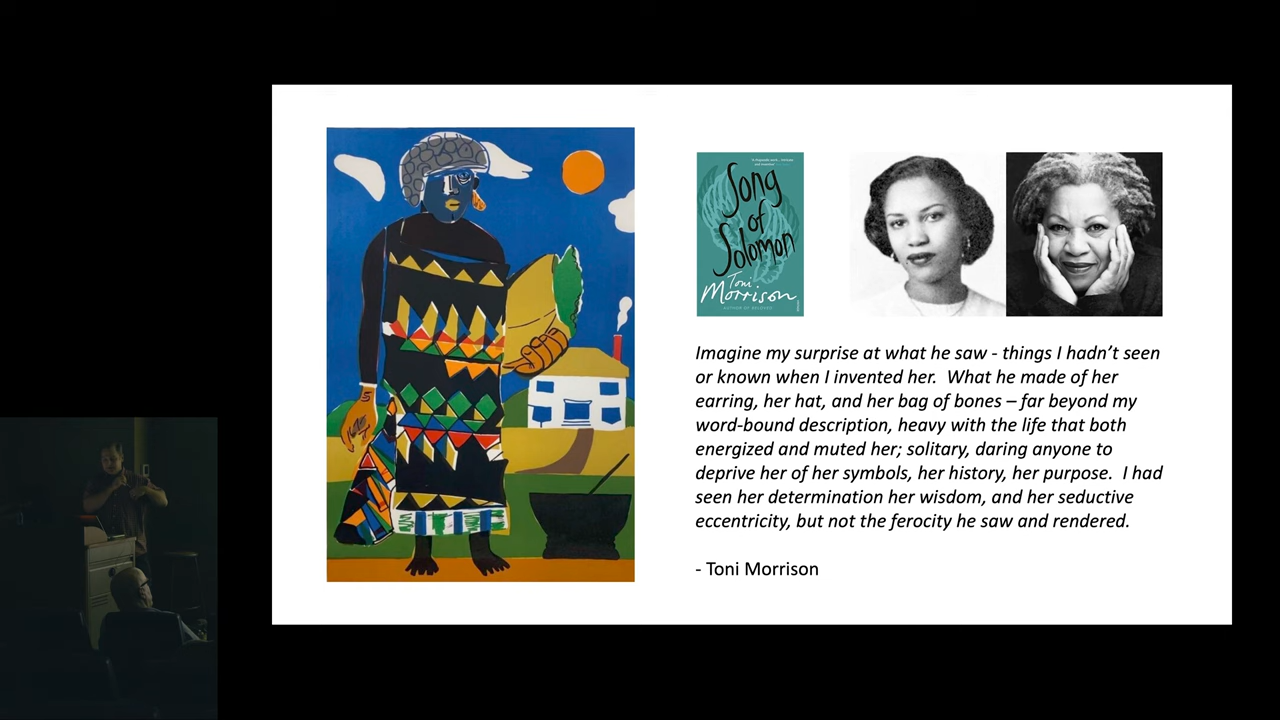 Song
of
Solomon
Toni
Morrison
AUTHOR OF BELOVED
Imagine my surprise at what he saw - things I hadn’t seen
or known when I invented her.  What he made of her
earring, her hat, and her bag of bones – far beyond my
word-bound description, heavy with the life that both
energized and muted her; solitary, daring anyone to
deprive her of her symbols, her history, her purpose.  I had
seen her determination her wisdom, and her seductive
eccentricity, but not the ferocity he saw and rendered.
- Toni Morrison